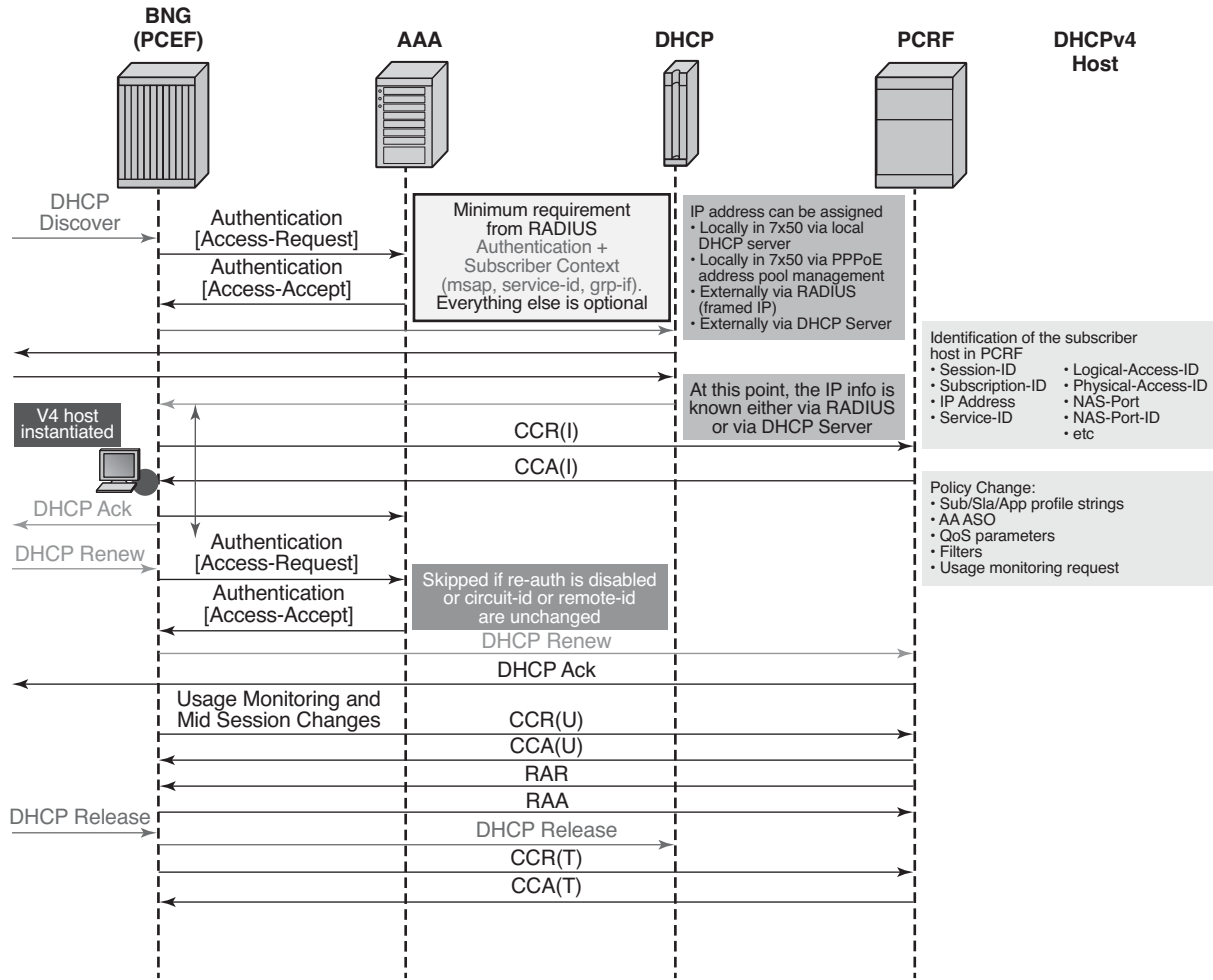 BNG
(PCEF)
AAA
DHCP
PCRF
DHCPv4
Host
DHCP
Discover
Authentication
[Access-Request]
Authentication
[Access-Accept]
Minimum requirement
from RADIUS
Authentication +
Subscriber Context
(msap, service-id, grp-if).
Everything else is optional
IP address can be assigned
• Locally in 7x50 via local
DHCP server
• Locally in 7x50 via PPPoE
address pool management
• Externally via RADIUS
(framed IP)
• Externally via DHCP Server
Identification of the subscriber
host in PCRF
• Session-ID
• Subscription-ID
• IP Address
• Service-ID
• Logical-Access-ID
• Physical-Access-ID
• NAS-Port
• NAS-Port-ID
• etc
At this point, the IP info is
known either via RADIUS
or via DHCP Server
V4 host
instantiated
CCR(I)
CCA(I)
Policy Change:
• Sub/Sla/App profile strings
• AA ASO
• QoS parameters
• Filters
• Usage monitoring request
DHCP Ack
DHCP Renew
Authentication
[Access-Request]
Authentication
[Access-Accept]
Skipped if re-auth is disabled
or circuit-id or remote-id
are unchanged
DHCP Renew
DHCP Ack
Usage Monitoring and
Mid Session Changes
CCR(U)
CCA(U)
RAR
RAA
DHCP Release
DHCP Release
CCR(T)
CCA(T)